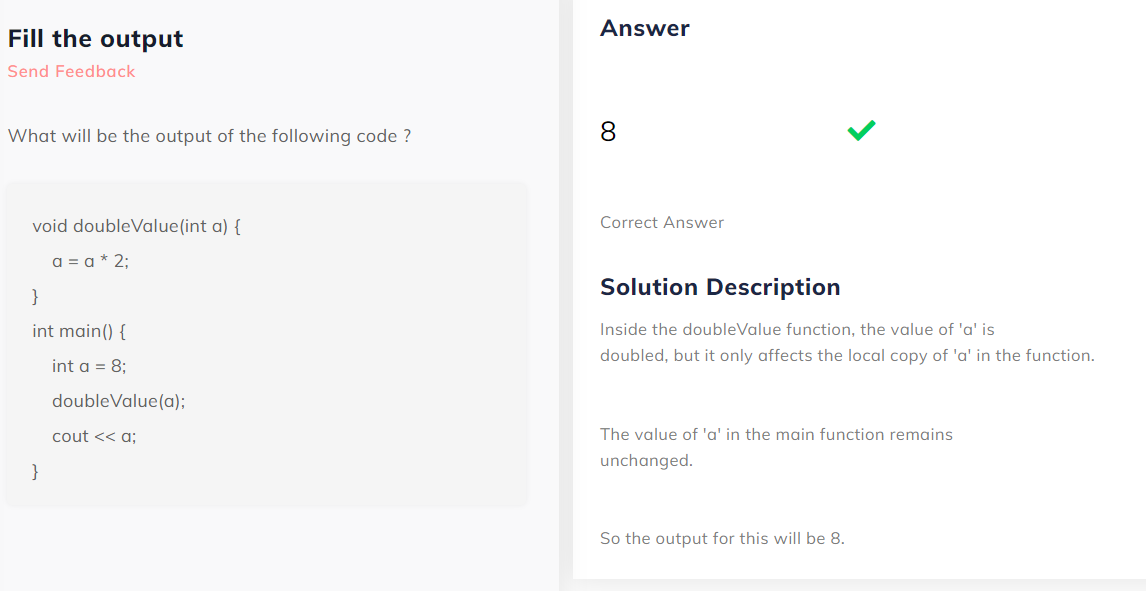 Fill the output
Send Feedback
What will be the output of the following code ?
void doubleValue(int a) {
a = a * 2;
}
int main() {
int a = 8;
doubleValue(a);
cout << a;
}
Answer
8
Correct Answer
Solution Description
Inside the doubleValue function, the value of 'a' is
doubled, but it only affects the local copy of 'a' in the function.
The value of 'a' in the main function remains
unchanged.
So the output for this will be 8.